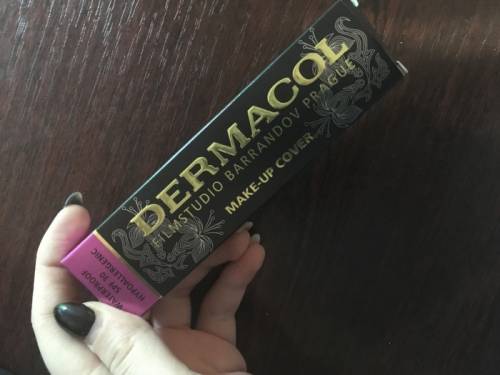 DERMACOL
FILMSTUDIO BARRANDOV PRAGUE
MAKE-UP COVER
WATERPROOF
SPF 30
HYPOALLERGENIC